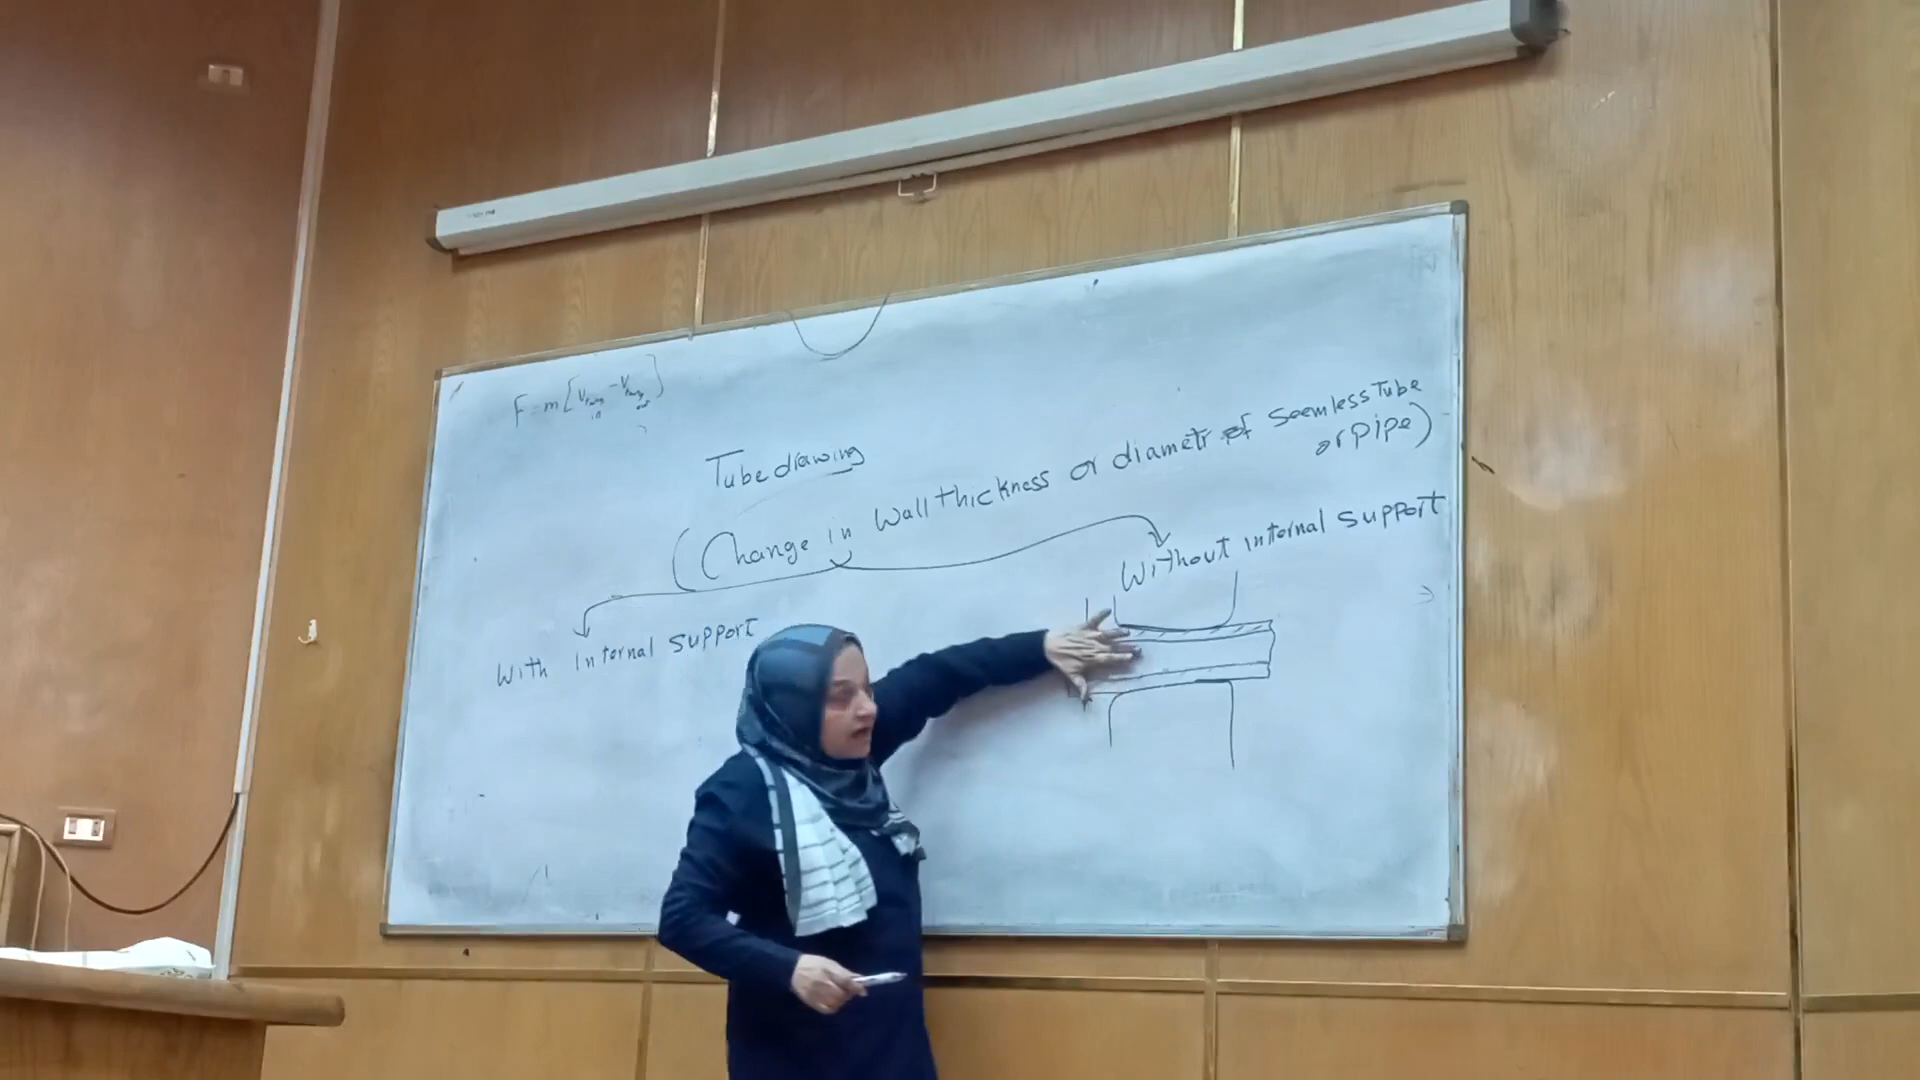 F = m [
Tube drawing
(Change in Wall thickness or diametr of Seemless Tube
or pipe)
With Internal Support
Without internal Support